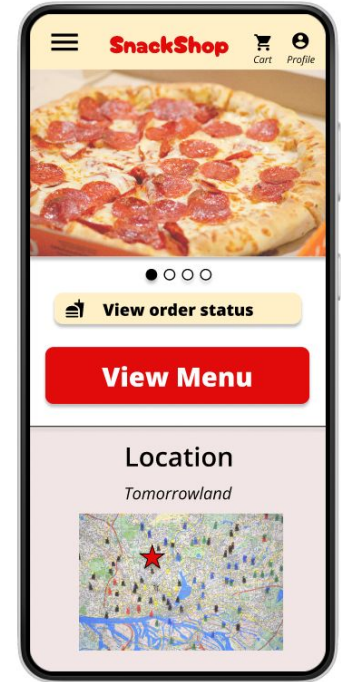 SnackShop
Cart
Profile
View order status
View Menu
Location
Tomorrowland